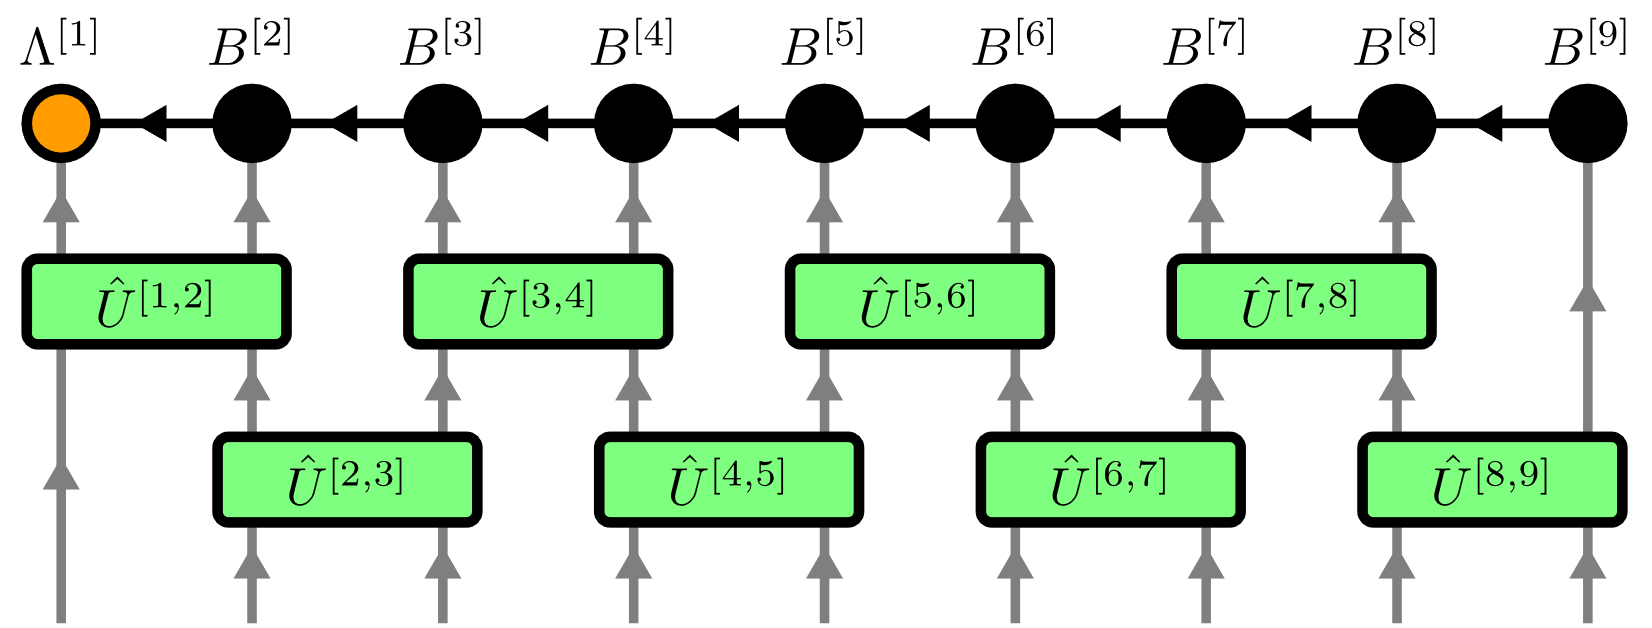 Λ^[1] B^[2] B^[3] B^[4] B^[5] B^[6] B^[7] B^[8] B^[9]
Û^[1,2] Û^[3,4] Û^[5,6] Û^[7,8]
Û^[2,3] Û^[4,5] Û^[6,7] Û^[8,9]